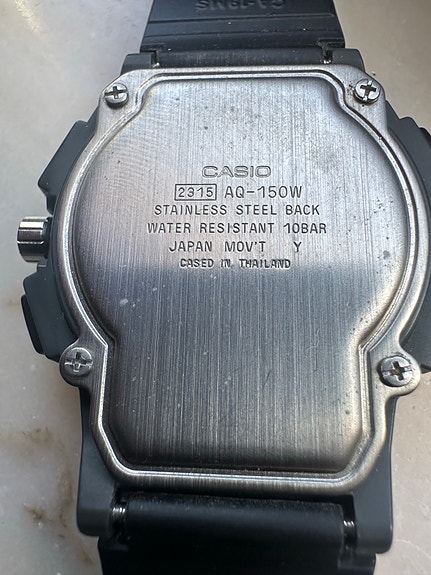 CASIO
2315 AQ-150W
STAINLESS STEEL BACK
WATER RESISTANT 10BAR
JAPAN MOV'T Y
CASED IN THAILAND